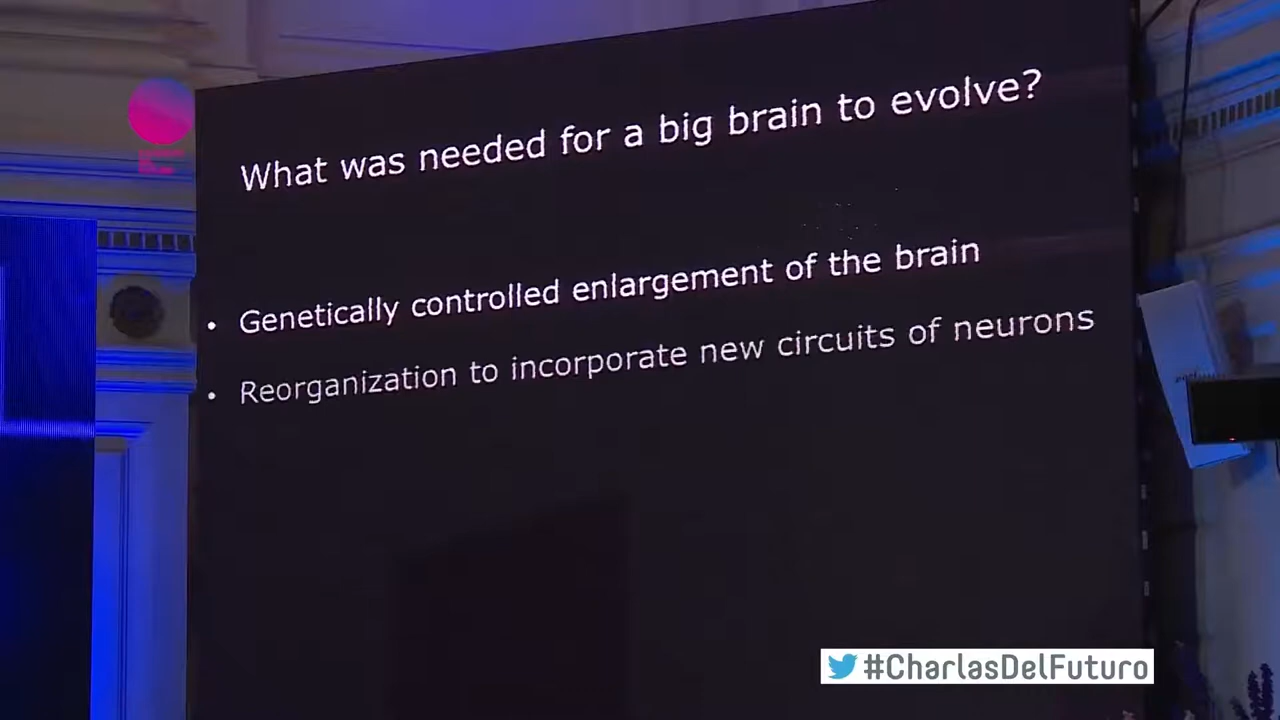 What was needed for a big brain to evolve?
• Genetically controlled enlargement of the brain
• Reorganization to incorporate new circuits of neurons
#CharlasDelFuturo